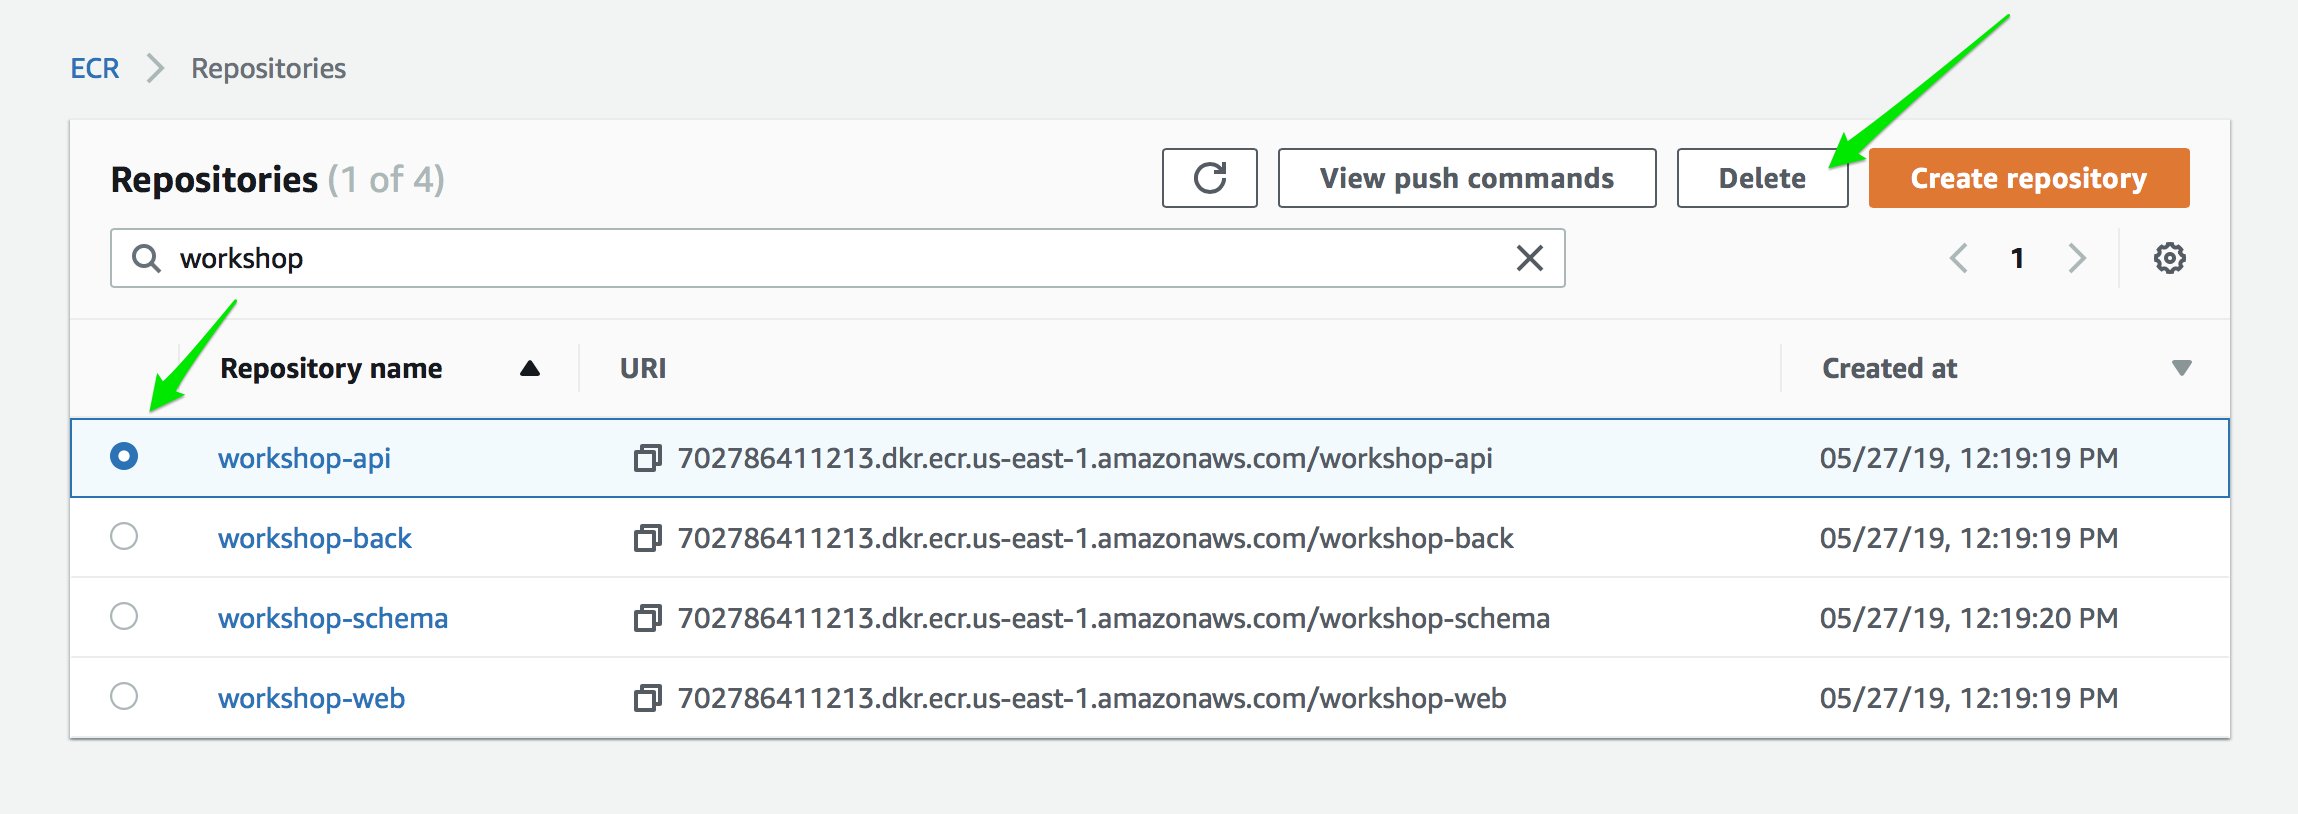 ECR Repositories
Repositories (1 of 4) View push commands Delete Create repository
workshop 1
Repository name URI Created at
workshop-api 702786411213.dkr.ecr.us-east-1.amazonaws.com/workshop-api 05/27/19, 12:19:19 PM
workshop-back 702786411213.dkr.ecr.us-east-1.amazonaws.com/workshop-back 05/27/19, 12:19:19 PM
workshop-schema 702786411213.dkr.ecr.us-east-1.amazonaws.com/workshop-schema 05/27/19, 12:19:20 PM
workshop-web 702786411213.dkr.ecr.us-east-1.amazonaws.com/workshop-web 05/27/19, 12:19:19 PM